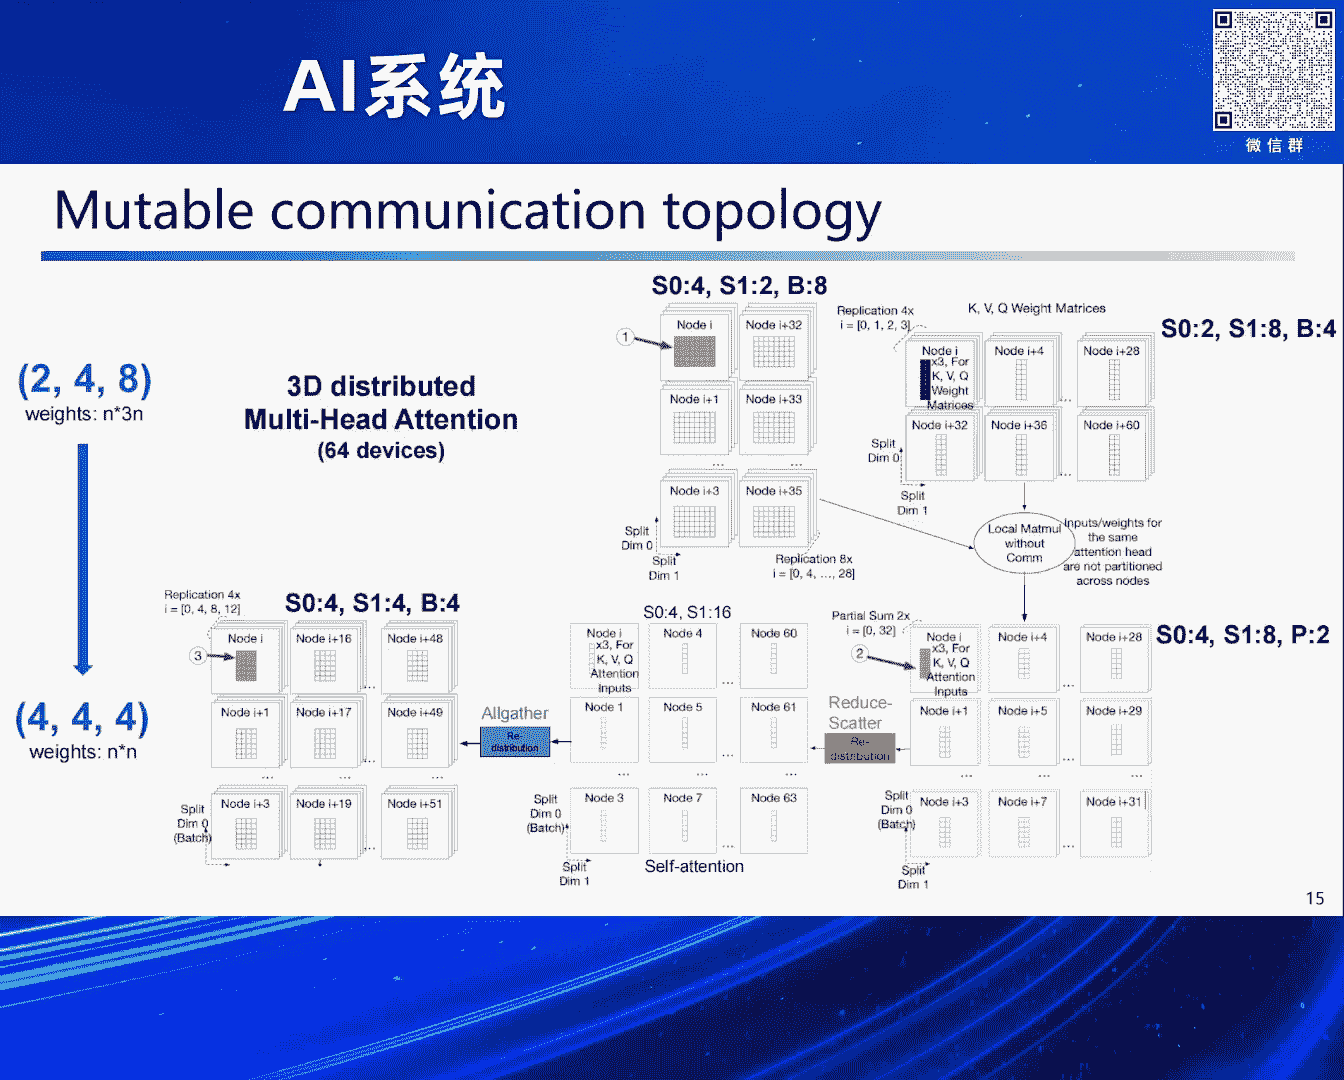 AI系统
微信群
Mutable communication topology
(2, 4, 8)
weights: n*3n
(4, 4, 4)
weights: n*n
3D distributed
Multi-Head Attention
(64 devices)
S0:4, S1:2, B:8
1
Node i
Node i+32
Node i+1
Node i+33
...
...
Node i+3
Node i+35
Split
Dim 0
Split
Dim 1
Replication 8x
i = [0, 4, ..., 28]
Replication 4x
i = [0, 1, 2, 3]
K, V, Q Weight Matrices
S0:2, S1:8, B:4
Node i
x3, For
K, V, Q
Weight
Matrices
Node i+4
Node i+28
...
Node i+32
Node i+36
Node i+60
...
Split
Dim 0
Split
Dim 1
Local Matmul
without
Comm
Inputs/weights for
the same
attention head
are not partitioned
across nodes
Replication 4x
i = [0, 4, 8, 12]
S0:4, S1:4, B:4
3
Node i
Node i+16
Node i+48
...
Node i+1
Node i+17
Node i+49
...
...
...
Node i+3
Node i+19
Node i+51
...
Split
Dim 0
(Batch)
Allgather
Re-
distribution
S0:4, S1:16
Node i
x3, For
K, V, Q
Attention
Inputs
Node 4
Node 60
...
Node 1
Node 5
Node 61
...
...
...
...
Node 3
Node 7
Node 63
...
Split
Dim 0
(Batch)
Split
Dim 1
Self-attention
Reduce-
Scatter
Re-
distribution
Partial Sum 2x
i = [0, 32]
S0:4, S1:8, P:2
2
Node i
x3, For
K, V, Q
Attention
Inputs
Node i+4
Node i+28
...
Node i+1
Node i+5
Node i+29
...
...
...
...
Node i+3
Node i+7
Node i+31
...
Split
Dim 0
(Batch)
Split
Dim 1
15